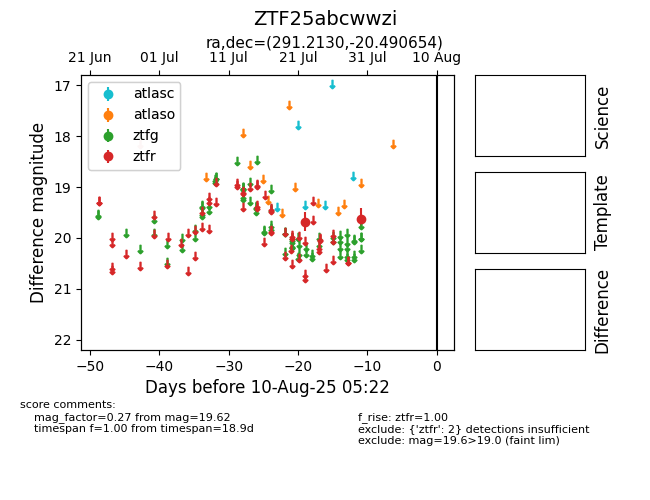 ZTF25abcwwzi
ra,dec=(291.2130,-20.490654)
21 Jun 01 Jul 11 Jul 21 Jul 31 Jul 10 Aug
17
18
19
20
21
22
Difference magnitude
atlasc
atlaso
ztfg
ztfr
−50 −40 −30 −20 −10 0
Days before 10-Aug-25 05:22
Science
Template
Difference
score comments:
mag_factor=0.27 from mag=19.62
timespan f=1.00 from timespan=18.9d
f_rise: ztfr=1.00
exclude: {'ztfr': 2} detections insufficient
exclude: mag=19.6>19.0 (faint lim)